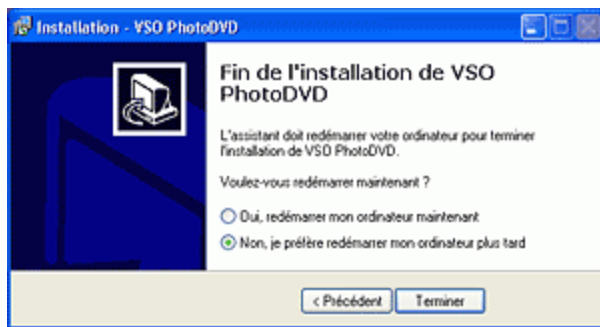 Installation - VSO PhotoDVD
Fin de l'installation de VSO
PhotoDVD
L'assistant doit redémarrer votre ordinateur pour terminer
l'installation de VSO PhotoDVD.
Voulez-vous redémarrer maintenant ?
Oui, redémarrer mon ordinateur maintenant
Non, je préfère redémarrer mon ordinateur plus tard
< Précédent
Terminer